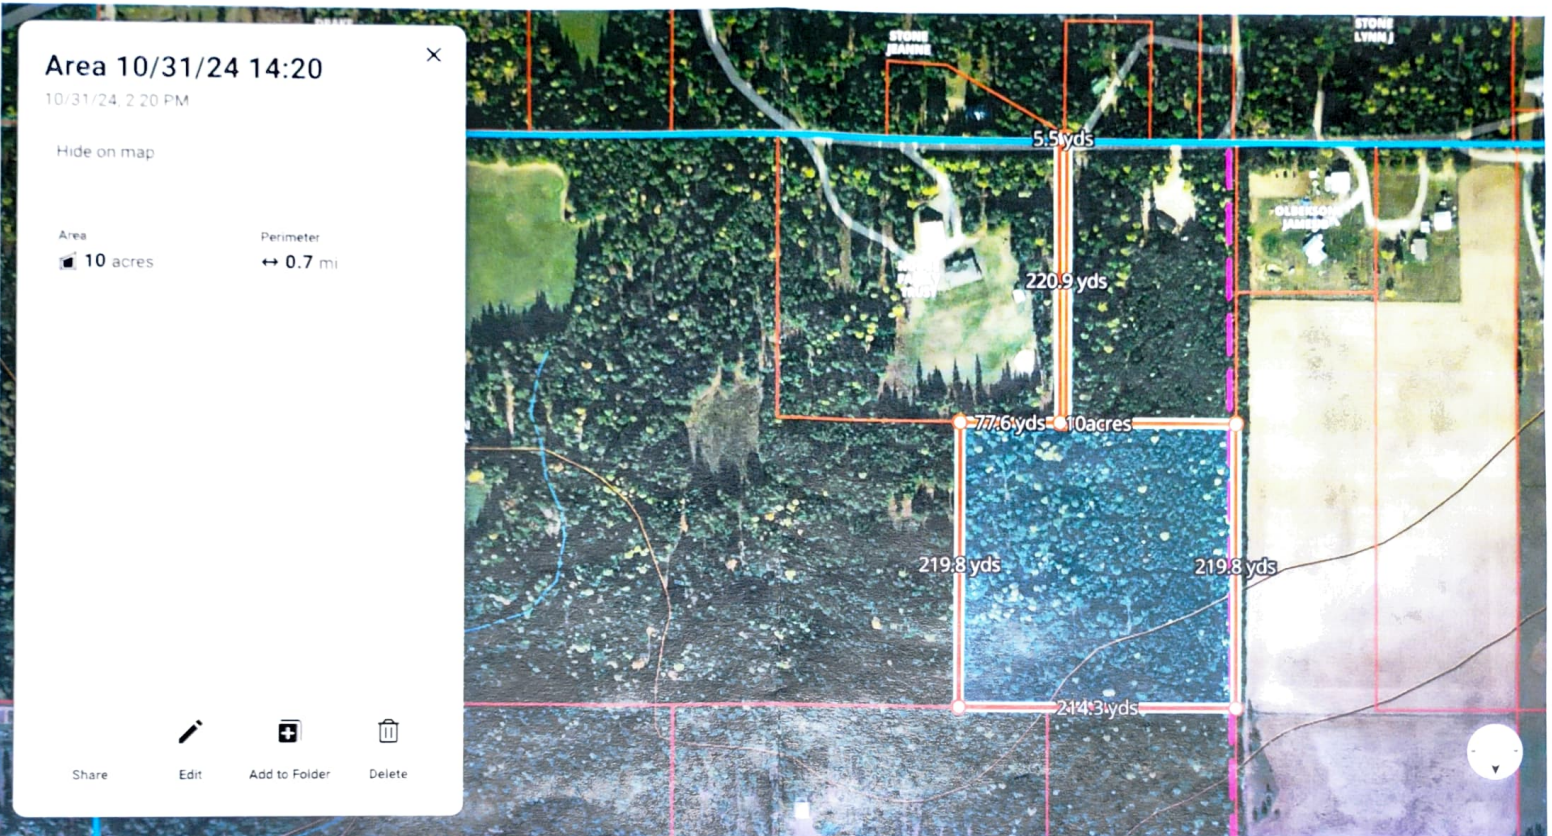 Area 10/31/24 14:20
10/31/24, 2:20 PM
Hide on map
Area
10 acres
Perimeter
0.7 mi
Share
Edit
Add to Folder
Delete
STONE
JEANNE
STONE
LYNN J
5.5 yds
220.9 yds
77.6 yds
10acres
219.8 yds
219.8 yds
214.3 yds